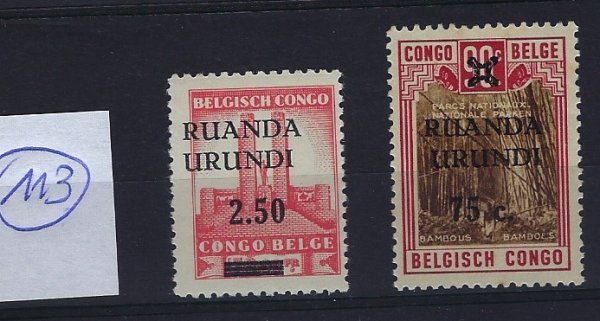 113
BELGISCH CONGO
RUANDA
URUNDI
2.50
CONGO BELGE
CONGO 90c BELGE
PARCS NATIONAUX
NATIONALE PARKEN
RUANDA
URUNDI
75 c.
BAMBOUS BAMBOES
BELGISCH CONGO